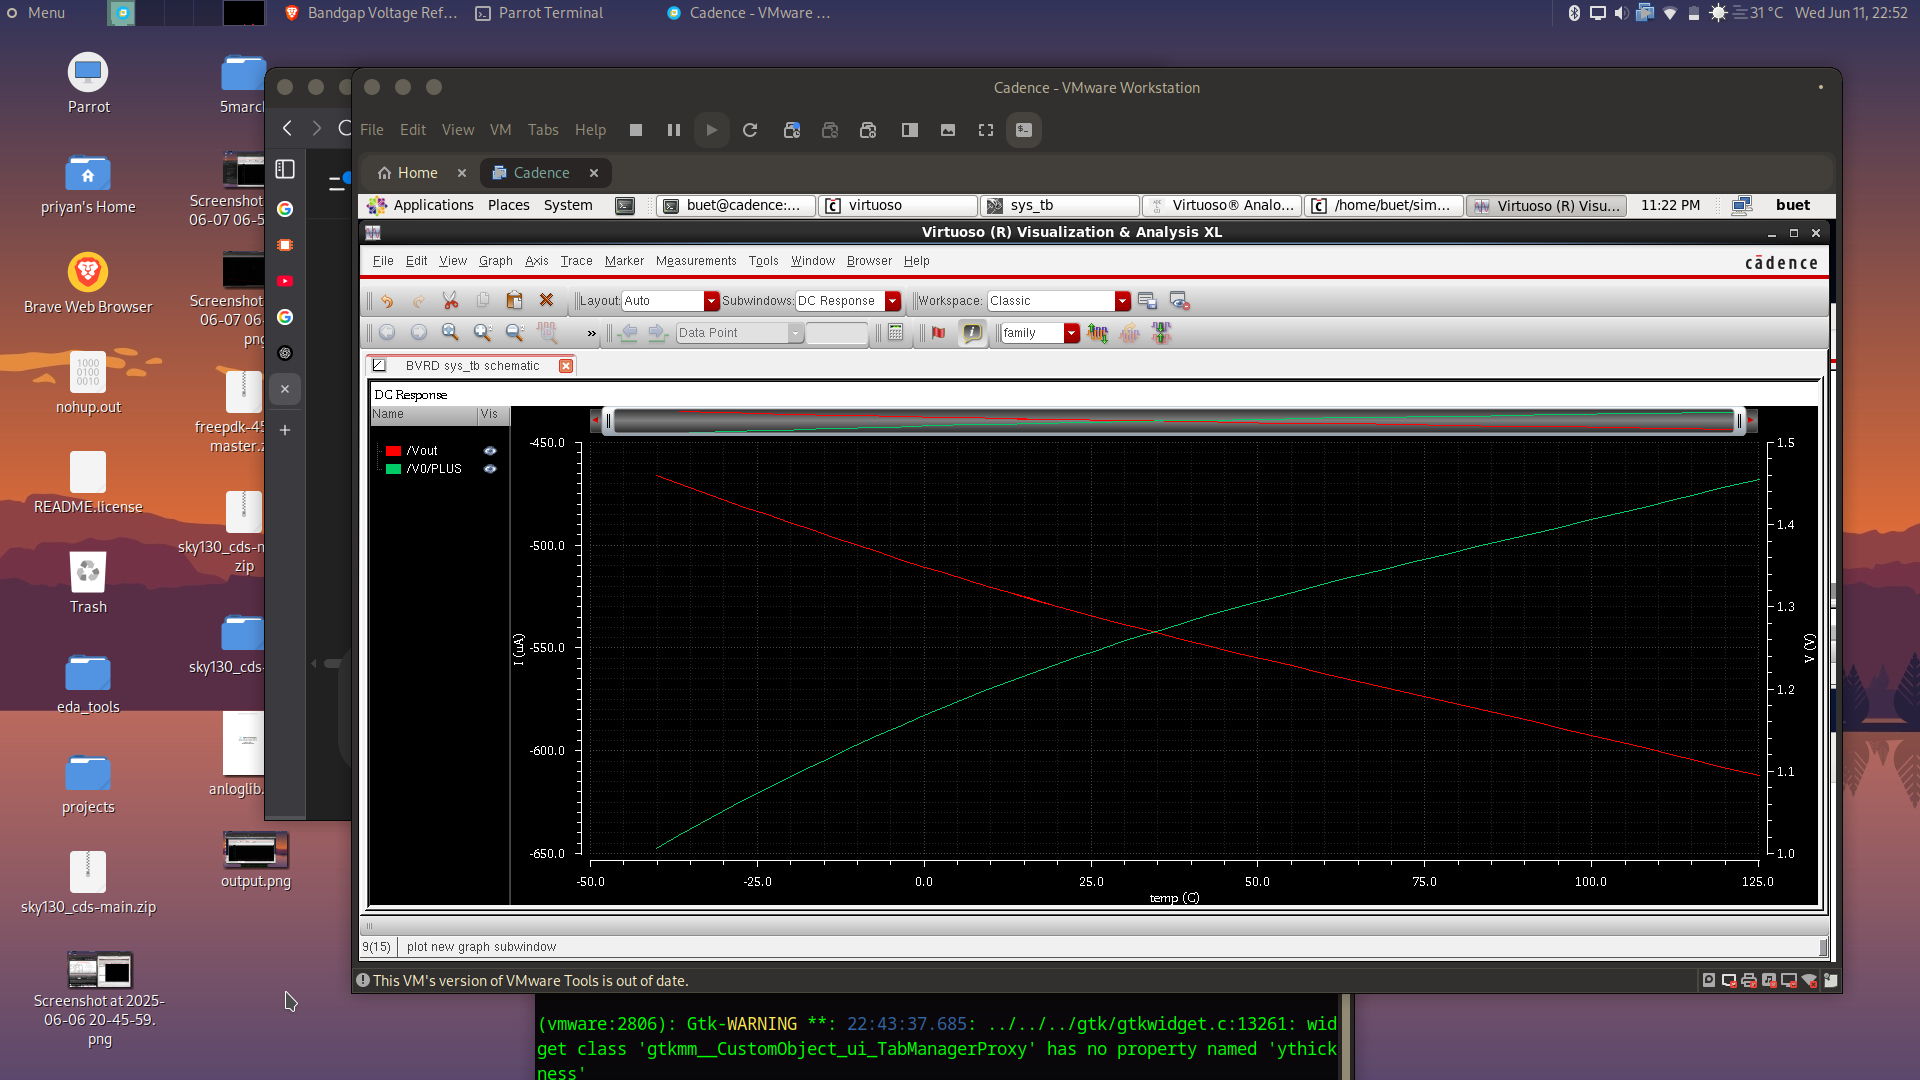 Menu
Bandgap Voltage Ref...
Parrot Terminal
Cadence - VMware ...
31 °C
Wed Jun 11, 22:52
Parrot
5march
priyan's Home
Screenshot
06-07 06-5
Brave Web Browser
Screenshot
06-07 06-
png
1000
0100
0010
nohup.out
freepdk-45
master.z
README.license
sky130_cds-m
zip
Trash
sky130_cds-
eda_tools
anloglib.
projects
output.png
sky130_cds-main.zip
Screenshot at 2025-
06-06 20-45-59.
png
Cadence - VMware Workstation
File Edit View VM Tabs Help
Home
Cadence
Applications Places System
buet@cadence:...
virtuoso
sys_tb
Virtuoso® Analo...
/home/buet/sim...
Virtuoso (R) Visu...
11:22 PM
buet
Virtuoso (R) Visualization & Analysis XL
File Edit View Graph Axis Trace Marker Measurements Tools Window Browser Help
cādence
Layout: Auto
Subwindows: DC Response
Workspace: Classic
»
Data Point
family
BVRD sys_tb schematic
DC Response
Name Vis
/Vout
/V0/PLUS
-450.0
-500.0
-550.0
-600.0
-650.0
I (uA)
1.5
1.4
1.3
1.2
1.1
1.0
V (V)
-50.0 -25.0 0.0 25.0 50.0 75.0 100.0 125.0
temp (C)
9(15)
plot new graph subwindow
This VM's version of VMware Tools is out of date.
(vmware:2806): Gtk-WARNING **: 22:43:37.685: ../../../gtk/gtkwidget.c:13261: wid
get class 'gtkmm__CustomObject_ui_TabManagerProxy' has no property named 'ythick
ness'